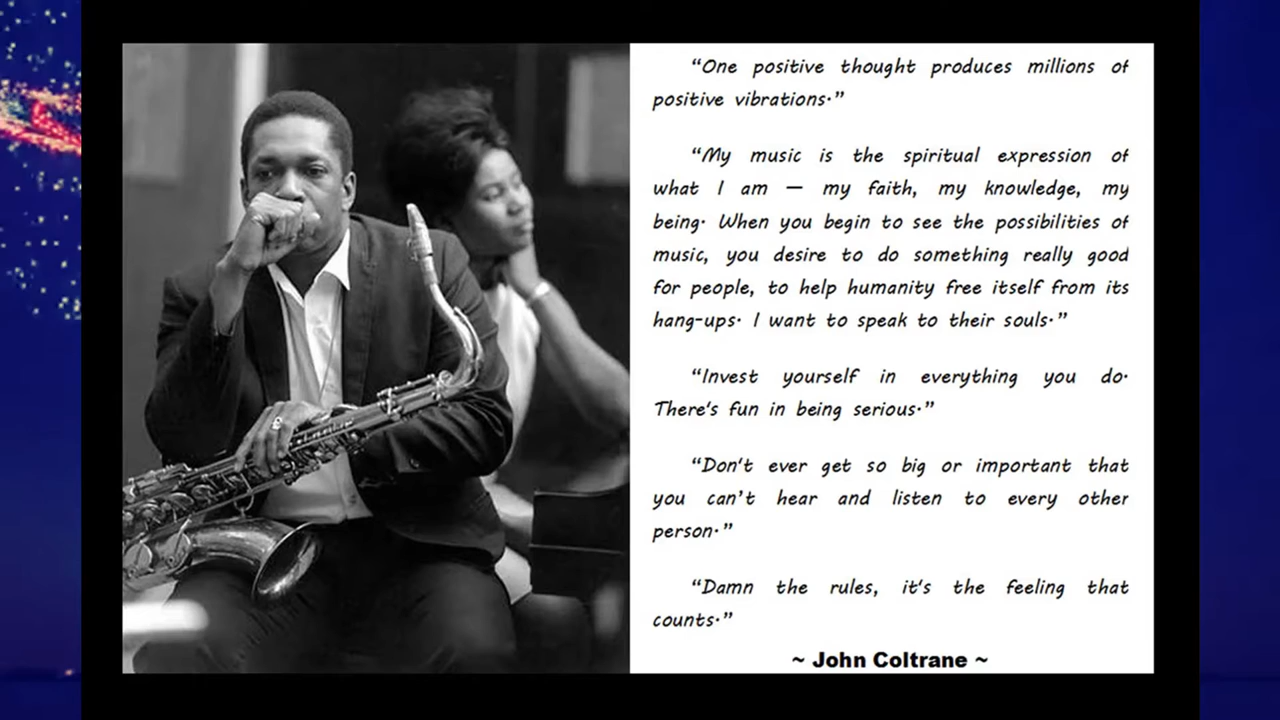 “One positive thought produces millions of
positive vibrations.”
“My music is the spiritual expression of
what I am — my faith, my knowledge, my
being. When you begin to see the possibilities of
music, you desire to do something really good
for people, to help humanity free itself from its
hang-ups. I want to speak to their souls.”
“Invest yourself in everything you do.
There's fun in being serious.”
“Don't ever get so big or important that
you can’t hear and listen to every other
person.”
“Damn the rules, it's the feeling that
counts.”
~ John Coltrane ~